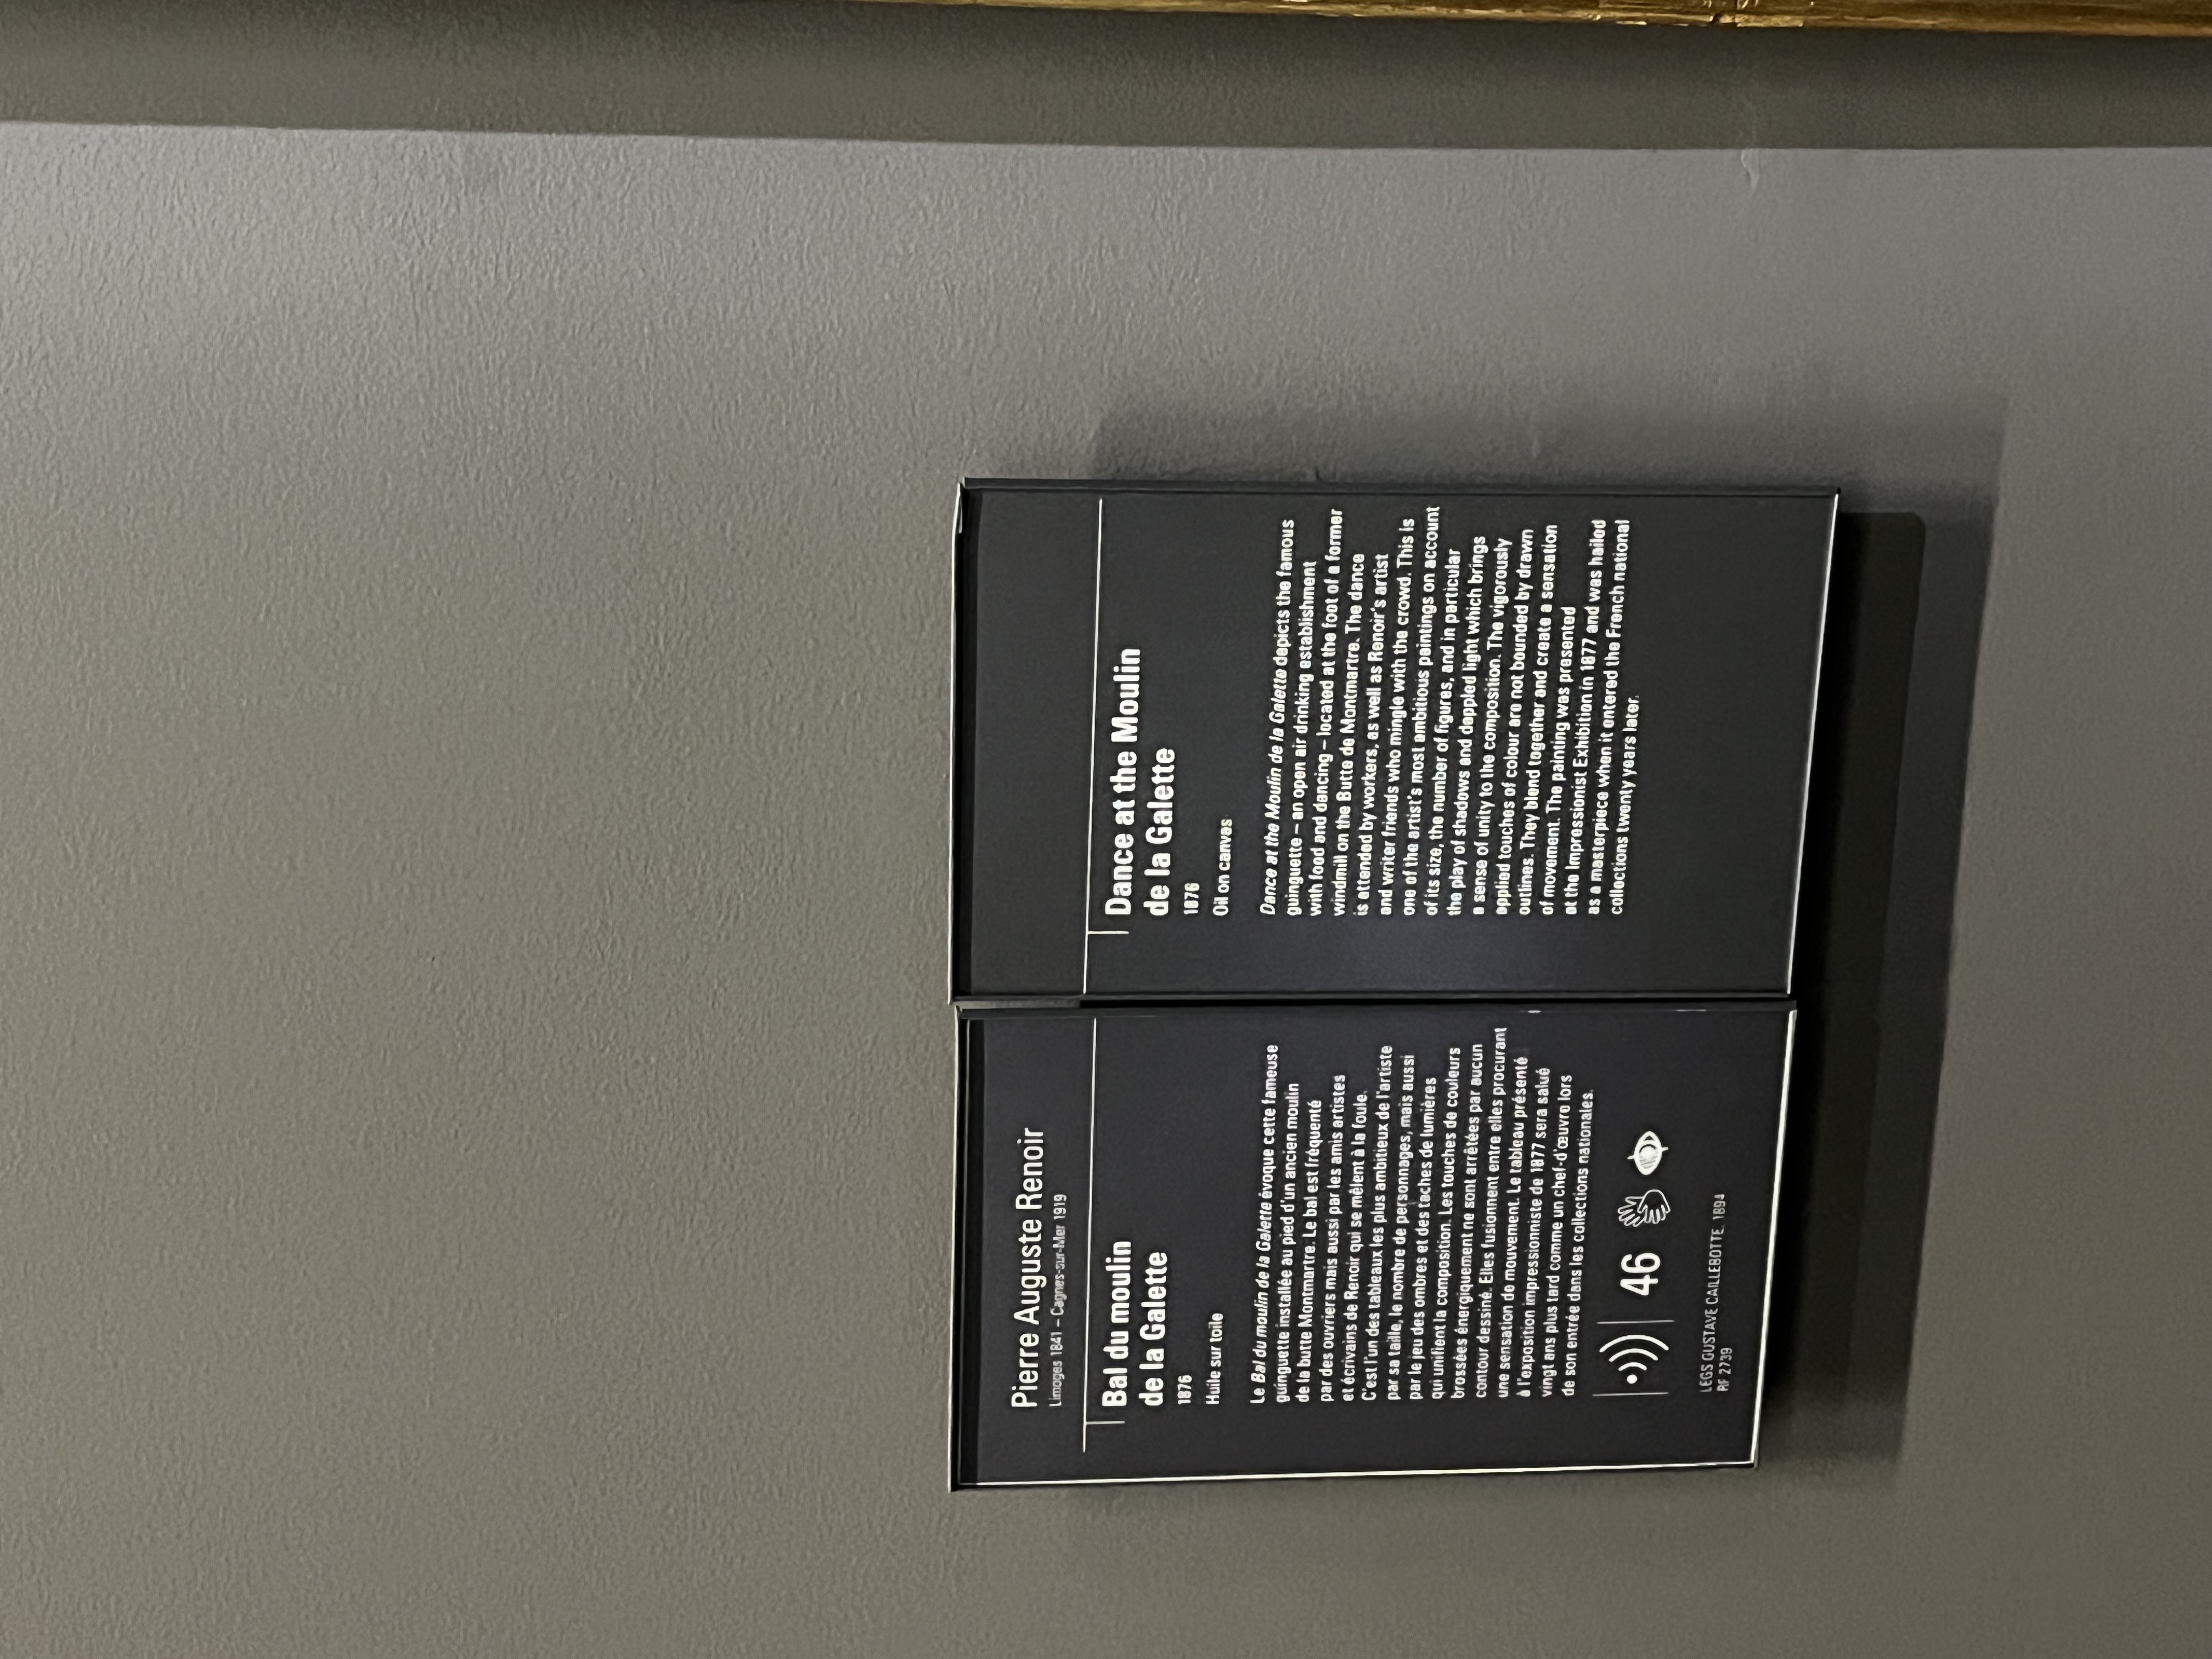 Pierre Auguste Renoir
Limoges 1841 – Cagnes-sur-Mer 1919
Bal du moulin
de la Galette
1876
Huile sur toile
Le Bal du moulin de la Galette évoque cette fameuse
guinguette installée au pied d'un ancien moulin
de la butte Montmartre. Le bal est fréquenté
par des ouvriers mais aussi par les amis artistes
et écrivains de Renoir qui se mêlent à la foule.
C'est l'un des tableaux les plus ambitieux de l'artiste
par sa taille, le nombre de personnages, mais aussi
par le jeu des ombres et des taches de lumières
qui unifient la composition. Les touches de couleurs
brossées énergiquement ne sont arrêtées par aucun
contour dessiné. Elles fusionnent entre elles procurant
une sensation de mouvement. Le tableau présenté
à l'exposition impressionniste de 1877 sera salué
vingt ans plus tard comme un chef-d'œuvre lors
de son entrée dans les collections nationales.
46
LEGS GUSTAVE CAILLEBOTTE, 1894
RF 2739
Dance at the Moulin
de la Galette
1876
Oil on canvas
Dance at the Moulin de la Galette depicts the famous
guinguette – an open air drinking establishment
with food and dancing – located at the foot of a former
windmill on the Butte de Montmartre. The dance
is attended by workers, as well as Renoir's artist
and writer friends who mingle with the crowd. This is
one of the artist's most ambitious paintings on account
of its size, the number of figures, and in particular
the play of shadows and dappled light which brings
a sense of unity to the composition. The vigorously
applied touches of colour are not bounded by drawn
outlines. They blend together and create a sensation
of movement. The painting was presented
at the Impressionist Exhibition in 1877 and was hailed
as a masterpiece when it entered the French national
collections twenty years later.